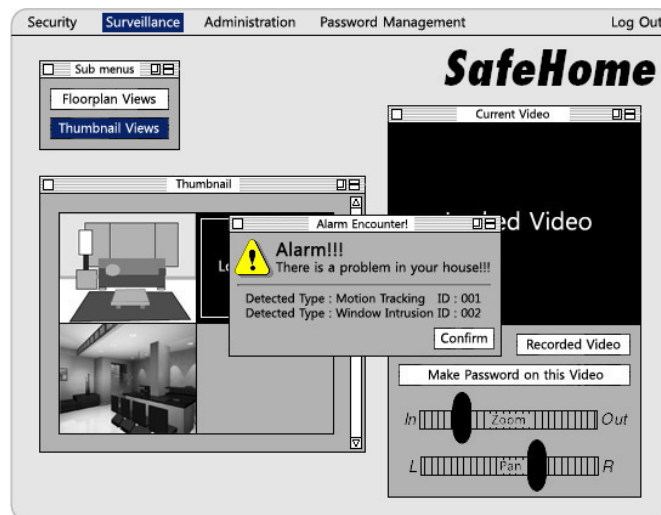 Security Surveillance Administration Password Management Log Out
SafeHome
Sub menus
Floorplan Views
Thumbnail Views
Current Video
Thumbnail
ed Video
Alarm Encounter!
Alarm!!!
There is a problem in your house!!!
Detected Type : Motion Tracking ID : 001
Detected Type : Window Intrusion ID : 002
Confirm
Recorded Video
Make Password on this Video
In Zoom Out
L Pan R